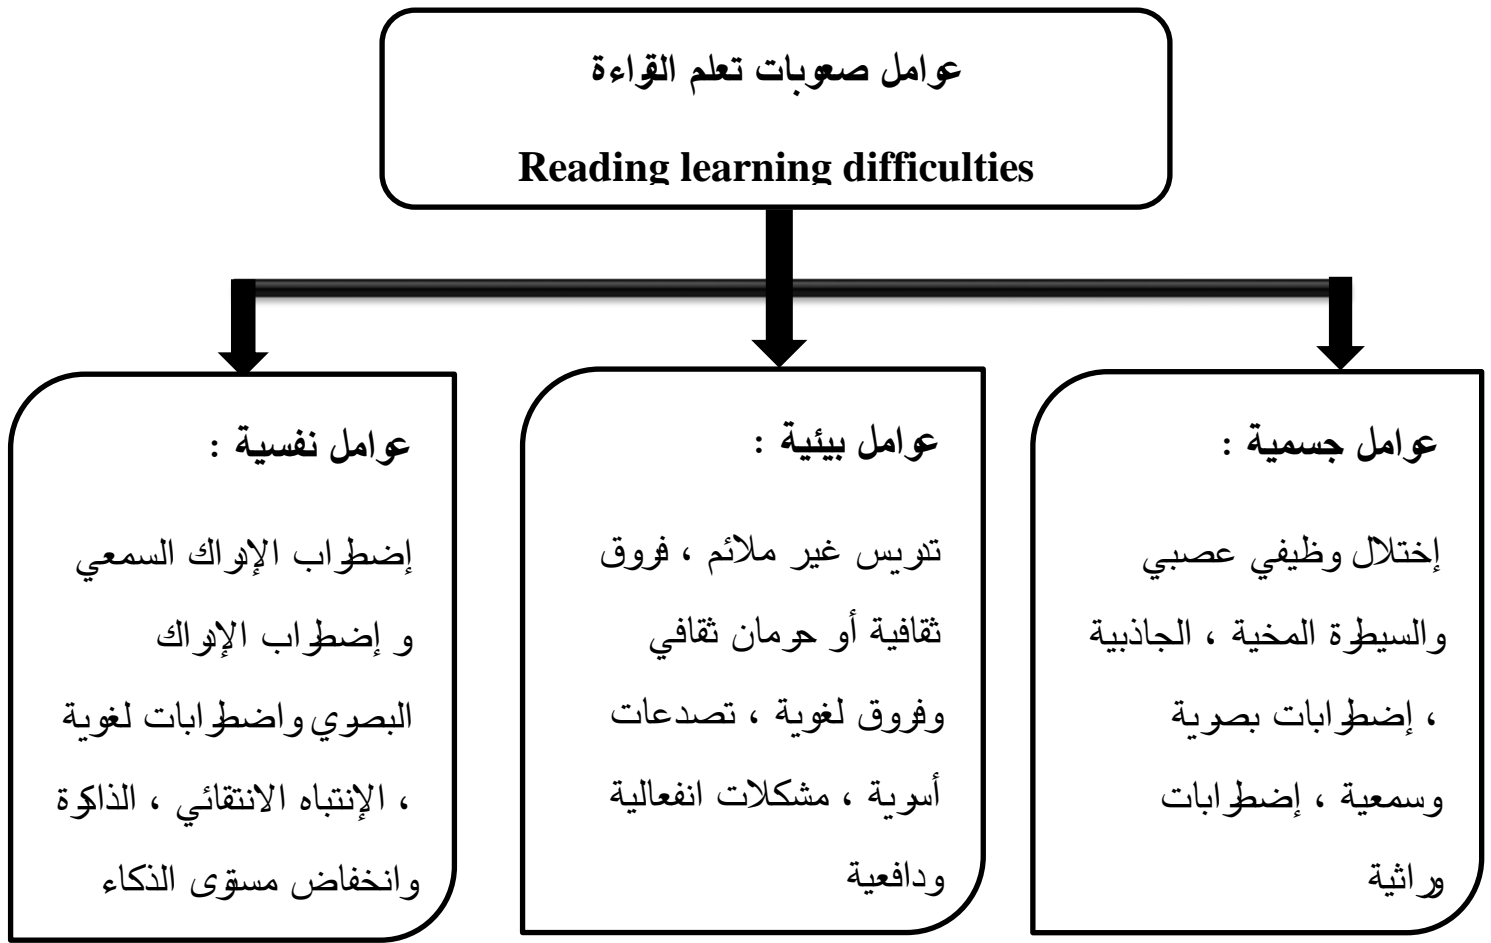 عوامل صعوبات تعلم القراءة
Reading learning difficulties
عوامل جسمية :
إختلال وظيفي عصبي
والسيطرة المخية ، الجاذبية
، إضطرابات بصرية
وسمعية ، إضطرابات
وراثية
عوامل بيئية :
تدريس غير ملائم ، فروق
ثقافية أو حرمان ثقافي
وفروق لغوية ، تصدعات
أسرية ، مشكلات انفعالية
ودافعية
عوامل نفسية :
إضطراب الإدراك السمعي
و إضطراب الإدراك
البصري واضطرابات لغوية
، الإنتباه الانتقائي ، الذاكرة
وانخفاض مستوى الذكاء